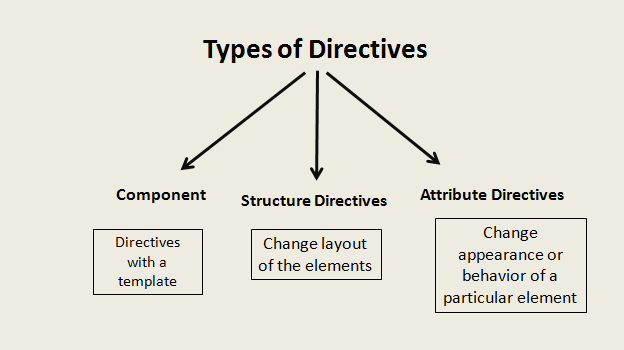 Types of Directives
Component
Structure Directives
Attribute Directives
Directives
with a
template
Change layout
of the elements
Change
appearance or
behavior of a
particular element